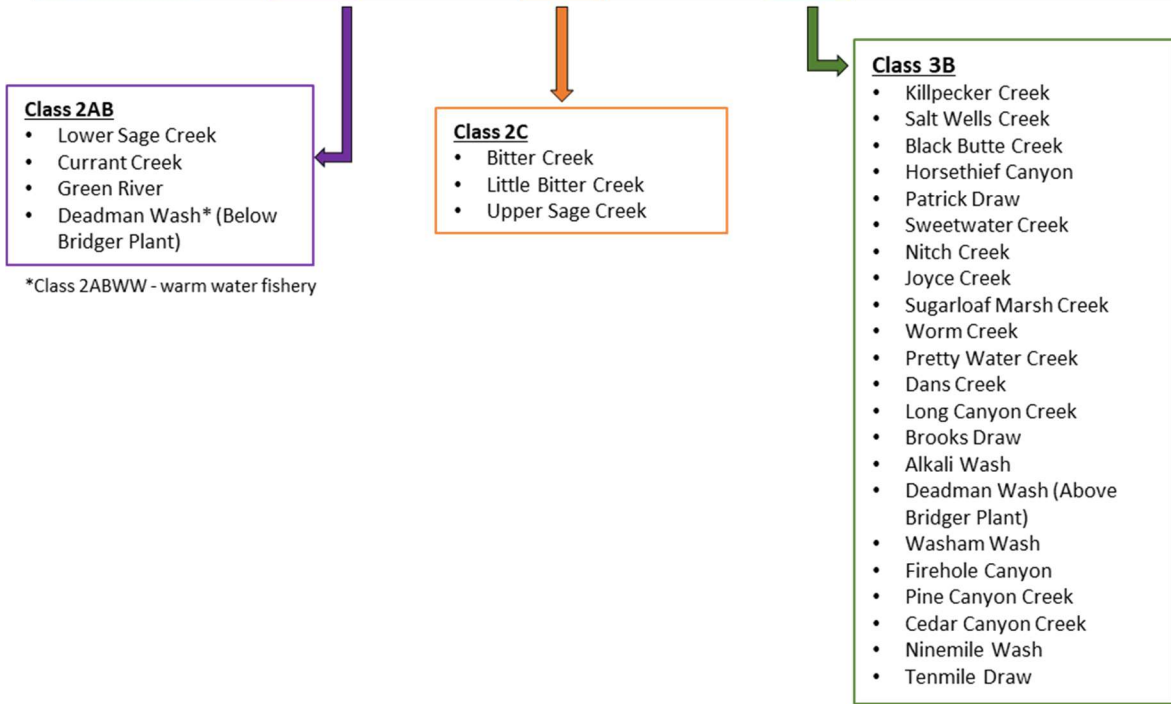 Class 2AB
• Lower Sage Creek
• Currant Creek
• Green River
• Deadman Wash* (Below
Bridger Plant)
*Class 2ABWW - warm water fishery
Class 2C
• Bitter Creek
• Little Bitter Creek
• Upper Sage Creek
Class 3B
• Killpecker Creek
• Salt Wells Creek
• Black Butte Creek
• Horsethief Canyon
• Patrick Draw
• Sweetwater Creek
• Nitch Creek
• Joyce Creek
• Sugarloaf Marsh Creek
• Worm Creek
• Pretty Water Creek
• Dans Creek
• Long Canyon Creek
• Brooks Draw
• Alkali Wash
• Deadman Wash (Above
Bridger Plant)
• Washam Wash
• Firehole Canyon
• Pine Canyon Creek
• Cedar Canyon Creek
• Ninemile Wash
• Tenmile Draw